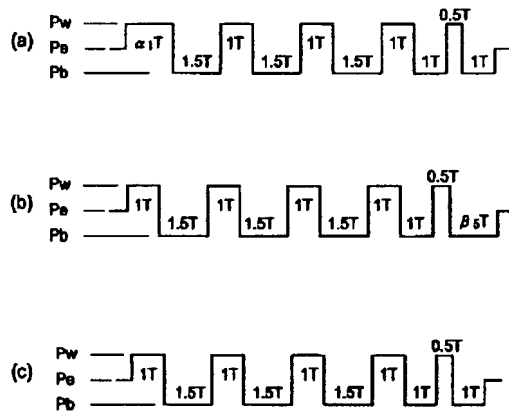 Pw
0.5T
(a) Pe α₁T 1T 1T 1T
Pb 1.5T 1.5T 1.5T 1T 1T
Pw 0.5T
(b) Pe 1T 1T 1T 1T
Pb 1.5T 1.5T 1.5T 1T β₅T
Pw 0.5T
(c) Pe 1T 1T 1T 1T
Pb 1.5T 1.5T 1.5T 1T 1T